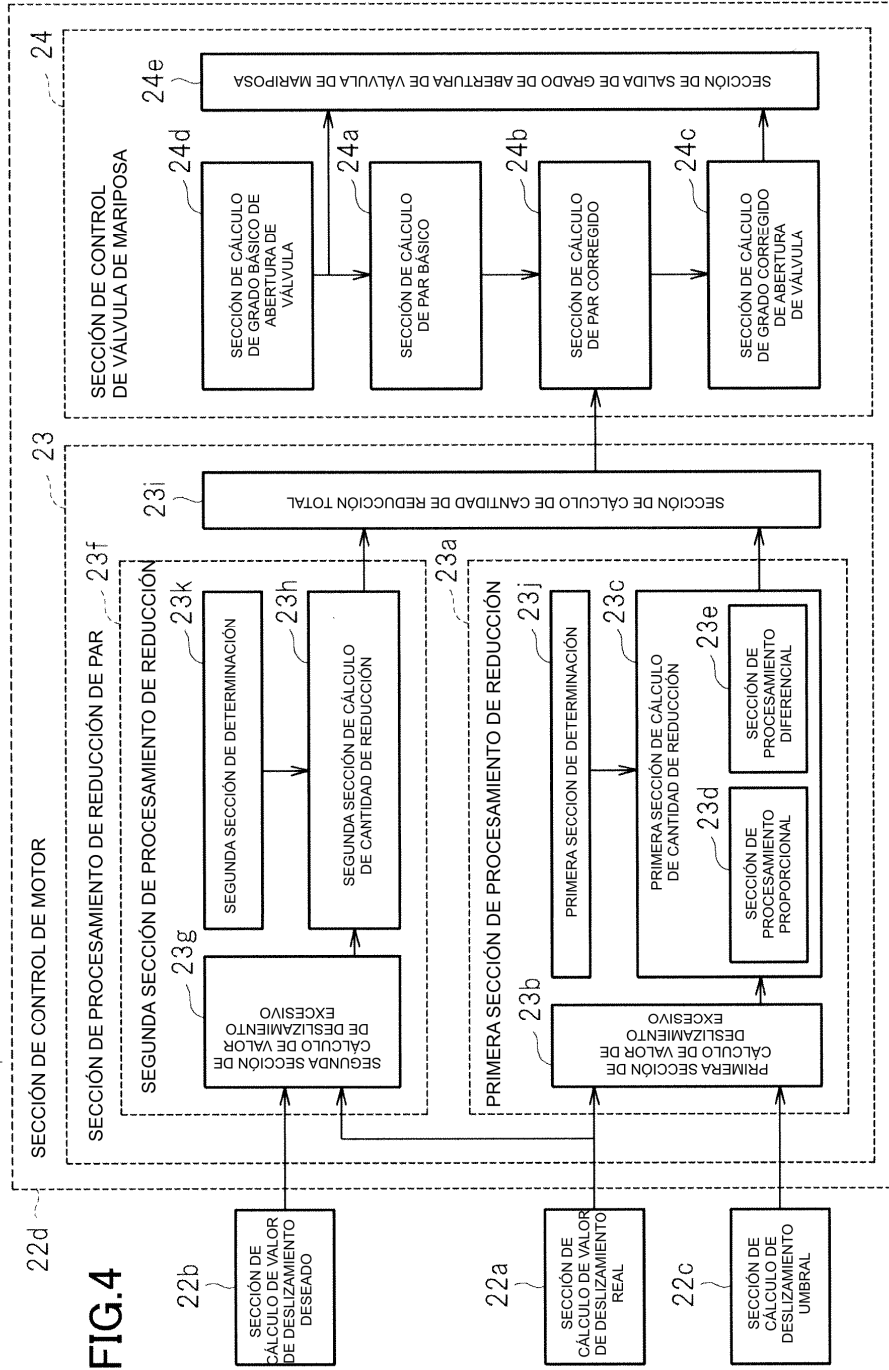 FIG.4
22d
SECCIÓN DE CONTROL DE MOTOR
23
SECCIÓN DE PROCESAMIENTO DE REDUCCIÓN DE PAR
23f
SEGUNDA SECCIÓN DE PROCESAMIENTO DE REDUCCIÓN
22b
SECCIÓN DE
CÁLCULO DE VALOR
DE DESLIZAMIENTO
DESEADO
23g
SEGUNDA SECCIÓN DE
CÁLCULO DE VALOR
DE DESLIZAMIENTO
EXCESIVO
23k
SEGUNDA SECCIÓN DE DETERMINACIÓN
23h
SEGUNDA SECCIÓN DE CÁLCULO
DE CANTIDAD DE REDUCCIÓN
23a
PRIMERA SECCIÓN DE PROCESAMIENTO DE REDUCCIÓN
22a
SECCIÓN DE
CÁLCULO DE VALOR
DE DESLIZAMIENTO
REAL
22c
SECCIÓN DE
CÁLCULO DE
DESLIZAMIENTO
UMBRAL
23b
PRIMERA SECCIÓN DE
CÁLCULO DE VALOR DE
DESLIZAMIENTO
EXCESIVO
23j
PRIMERA SECCION DE DETERMINACIÓN
23c
PRIMERA SECCIÓN DE CÁLCULO
DE CANTIDAD DE REDUCCIÓN
23d
SECCIÓN DE
PROCESAMIENTO
PROPORCIONAL
23e
SECCIÓN DE
PROCESAMIENTO
DIFERENCIAL
23i
SECCIÓN DE CÁLCULO DE CANTIDAD DE REDUCCIÓN TOTAL
24
SECCIÓN DE CONTROL
DE VÁLVULA DE MARIPOSA
24d
SECCIÓN DE CÁLCULO
DE GRADO BÁSICO DE
ABERTURA DE
VÁLVULA
24a
SECCIÓN DE CÁLCULO
DE PAR BÁSICO
24b
SECCIÓN DE CÁLCULO
DE PAR CORREGIDO
24c
SECCIÓN DE CÁLCULO
DE GRADO CORREGIDO
DE ABERTURA
DE VÁLVULA
24e
SECCIÓN DE SALIDA DE GRADO DE ABERTURA DE VÁLVULA DE MARIPOSA